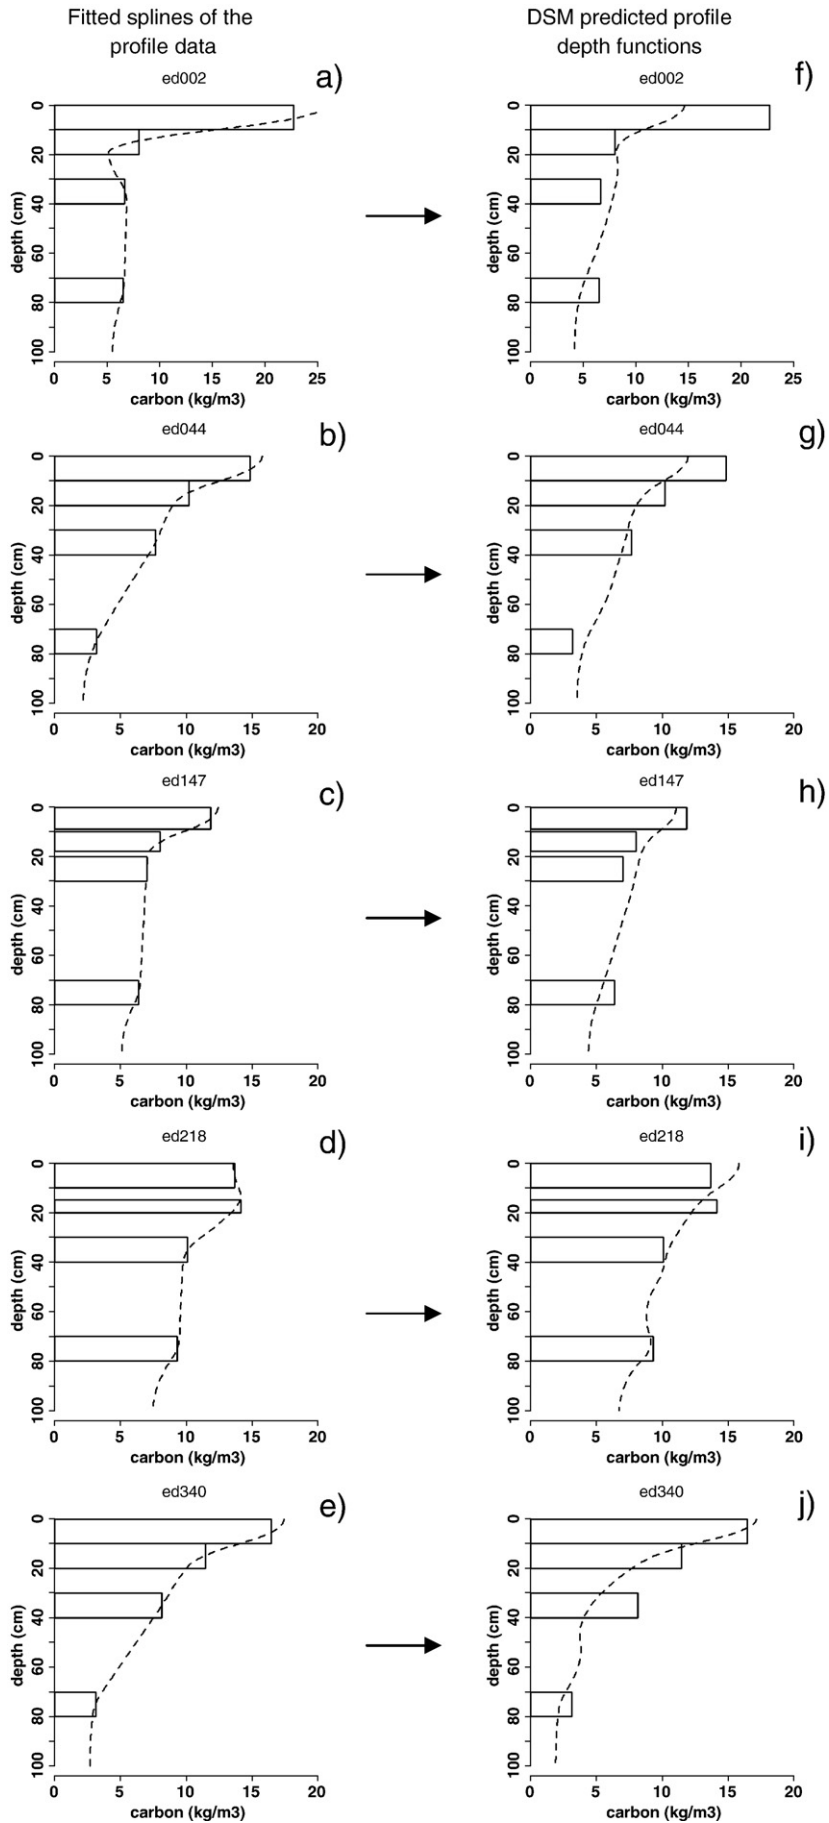 Fitted splines of the
profile data
DSM predicted profile
depth functions
a)
ed002
0
20
40
60
80
100
depth (cm)
0 5 10 15 20 25
carbon (kg/m3)
f)
ed002
0
20
40
60
80
100
depth (cm)
0 5 10 15 20 25
carbon (kg/m3)
b)
ed044
0
20
40
60
80
100
depth (cm)
0 5 10 15 20
carbon (kg/m3)
g)
ed044
0
20
40
60
80
100
depth (cm)
0 5 10 15 20
carbon (kg/m3)
c)
ed147
0
20
40
60
80
100
depth (cm)
0 5 10 15 20
carbon (kg/m3)
h)
ed147
0
20
40
60
80
100
depth (cm)
0 5 10 15 20
carbon (kg/m3)
d)
ed218
0
20
40
60
80
100
depth (cm)
0 5 10 15 20
carbon (kg/m3)
i)
ed218
0
20
40
60
80
100
depth (cm)
0 5 10 15 20
carbon (kg/m3)
e)
ed340
0
20
40
60
80
100
depth (cm)
0 5 10 15 20
carbon (kg/m3)
j)
ed340
0
20
40
60
80
100
depth (cm)
0 5 10 15 20
carbon (kg/m3)